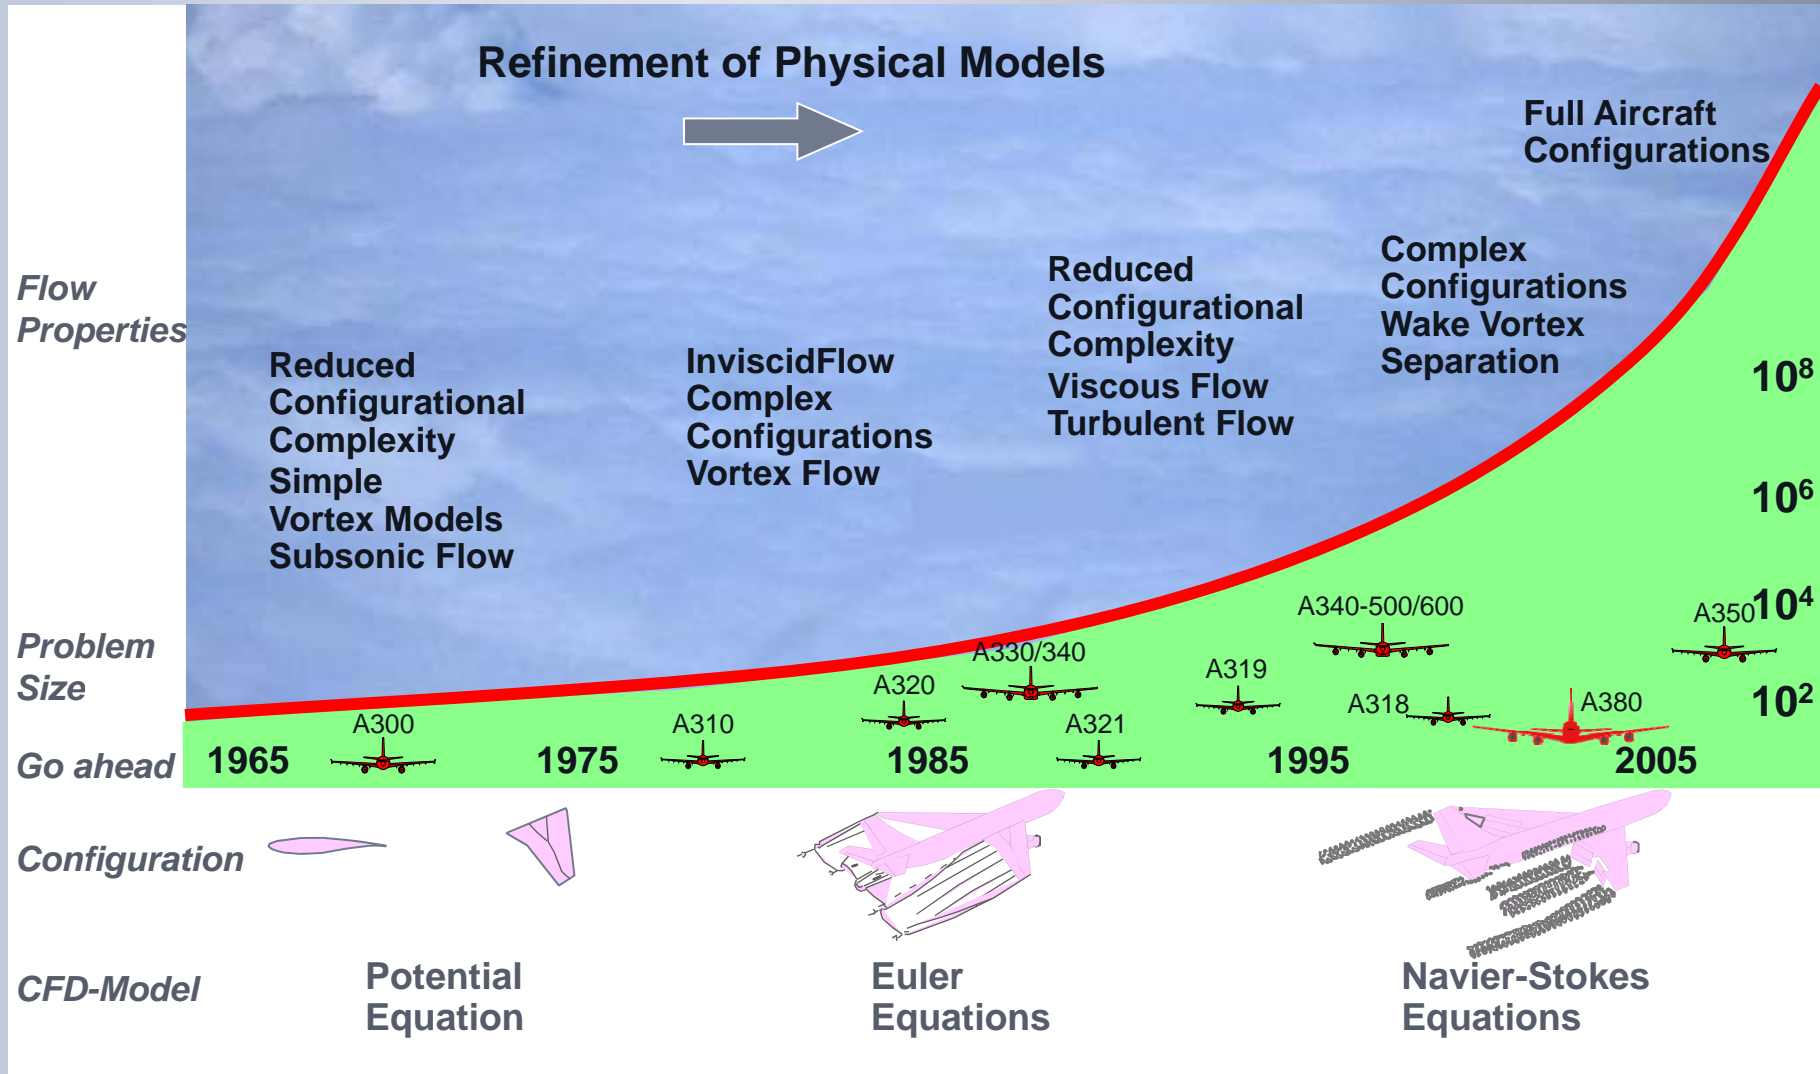 Refinement of Physical Models
Full Aircraft
Configurations
Flow
Properties
Reduced
Configurational
Complexity
Simple
Vortex Models
Subsonic Flow
InviscidFlow
Complex
Configurations
Vortex Flow
Reduced
Configurational
Complexity
Viscous Flow
Turbulent Flow
Complex
Configurations
Wake Vortex
Separation
10⁸
10⁶
10⁴
10²
Problem
Size
A300
A310
A320
A330/340
A321
A319
A340-500/600
A318
A380
A350
Go ahead
1965
1975
1985
1995
2005
Configuration
CFD-Model
Potential
Equation
Euler
Equations
Navier-Stokes
Equations